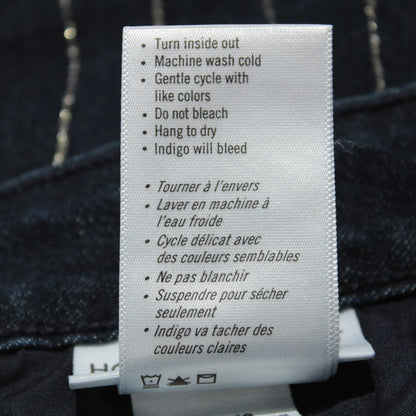 • Turn inside out
• Machine wash cold
• Gentle cycle with
like colors
• Do not bleach
• Hang to dry
• Indigo will bleed
• Tourner à l'envers
• Laver en machine à
l'eau froide
• Cycle délicat avec
des couleurs semblables
• Ne pas blanchir
• Suspendre pour sécher
seulement
• Indigo va tacher des
couleurs claires